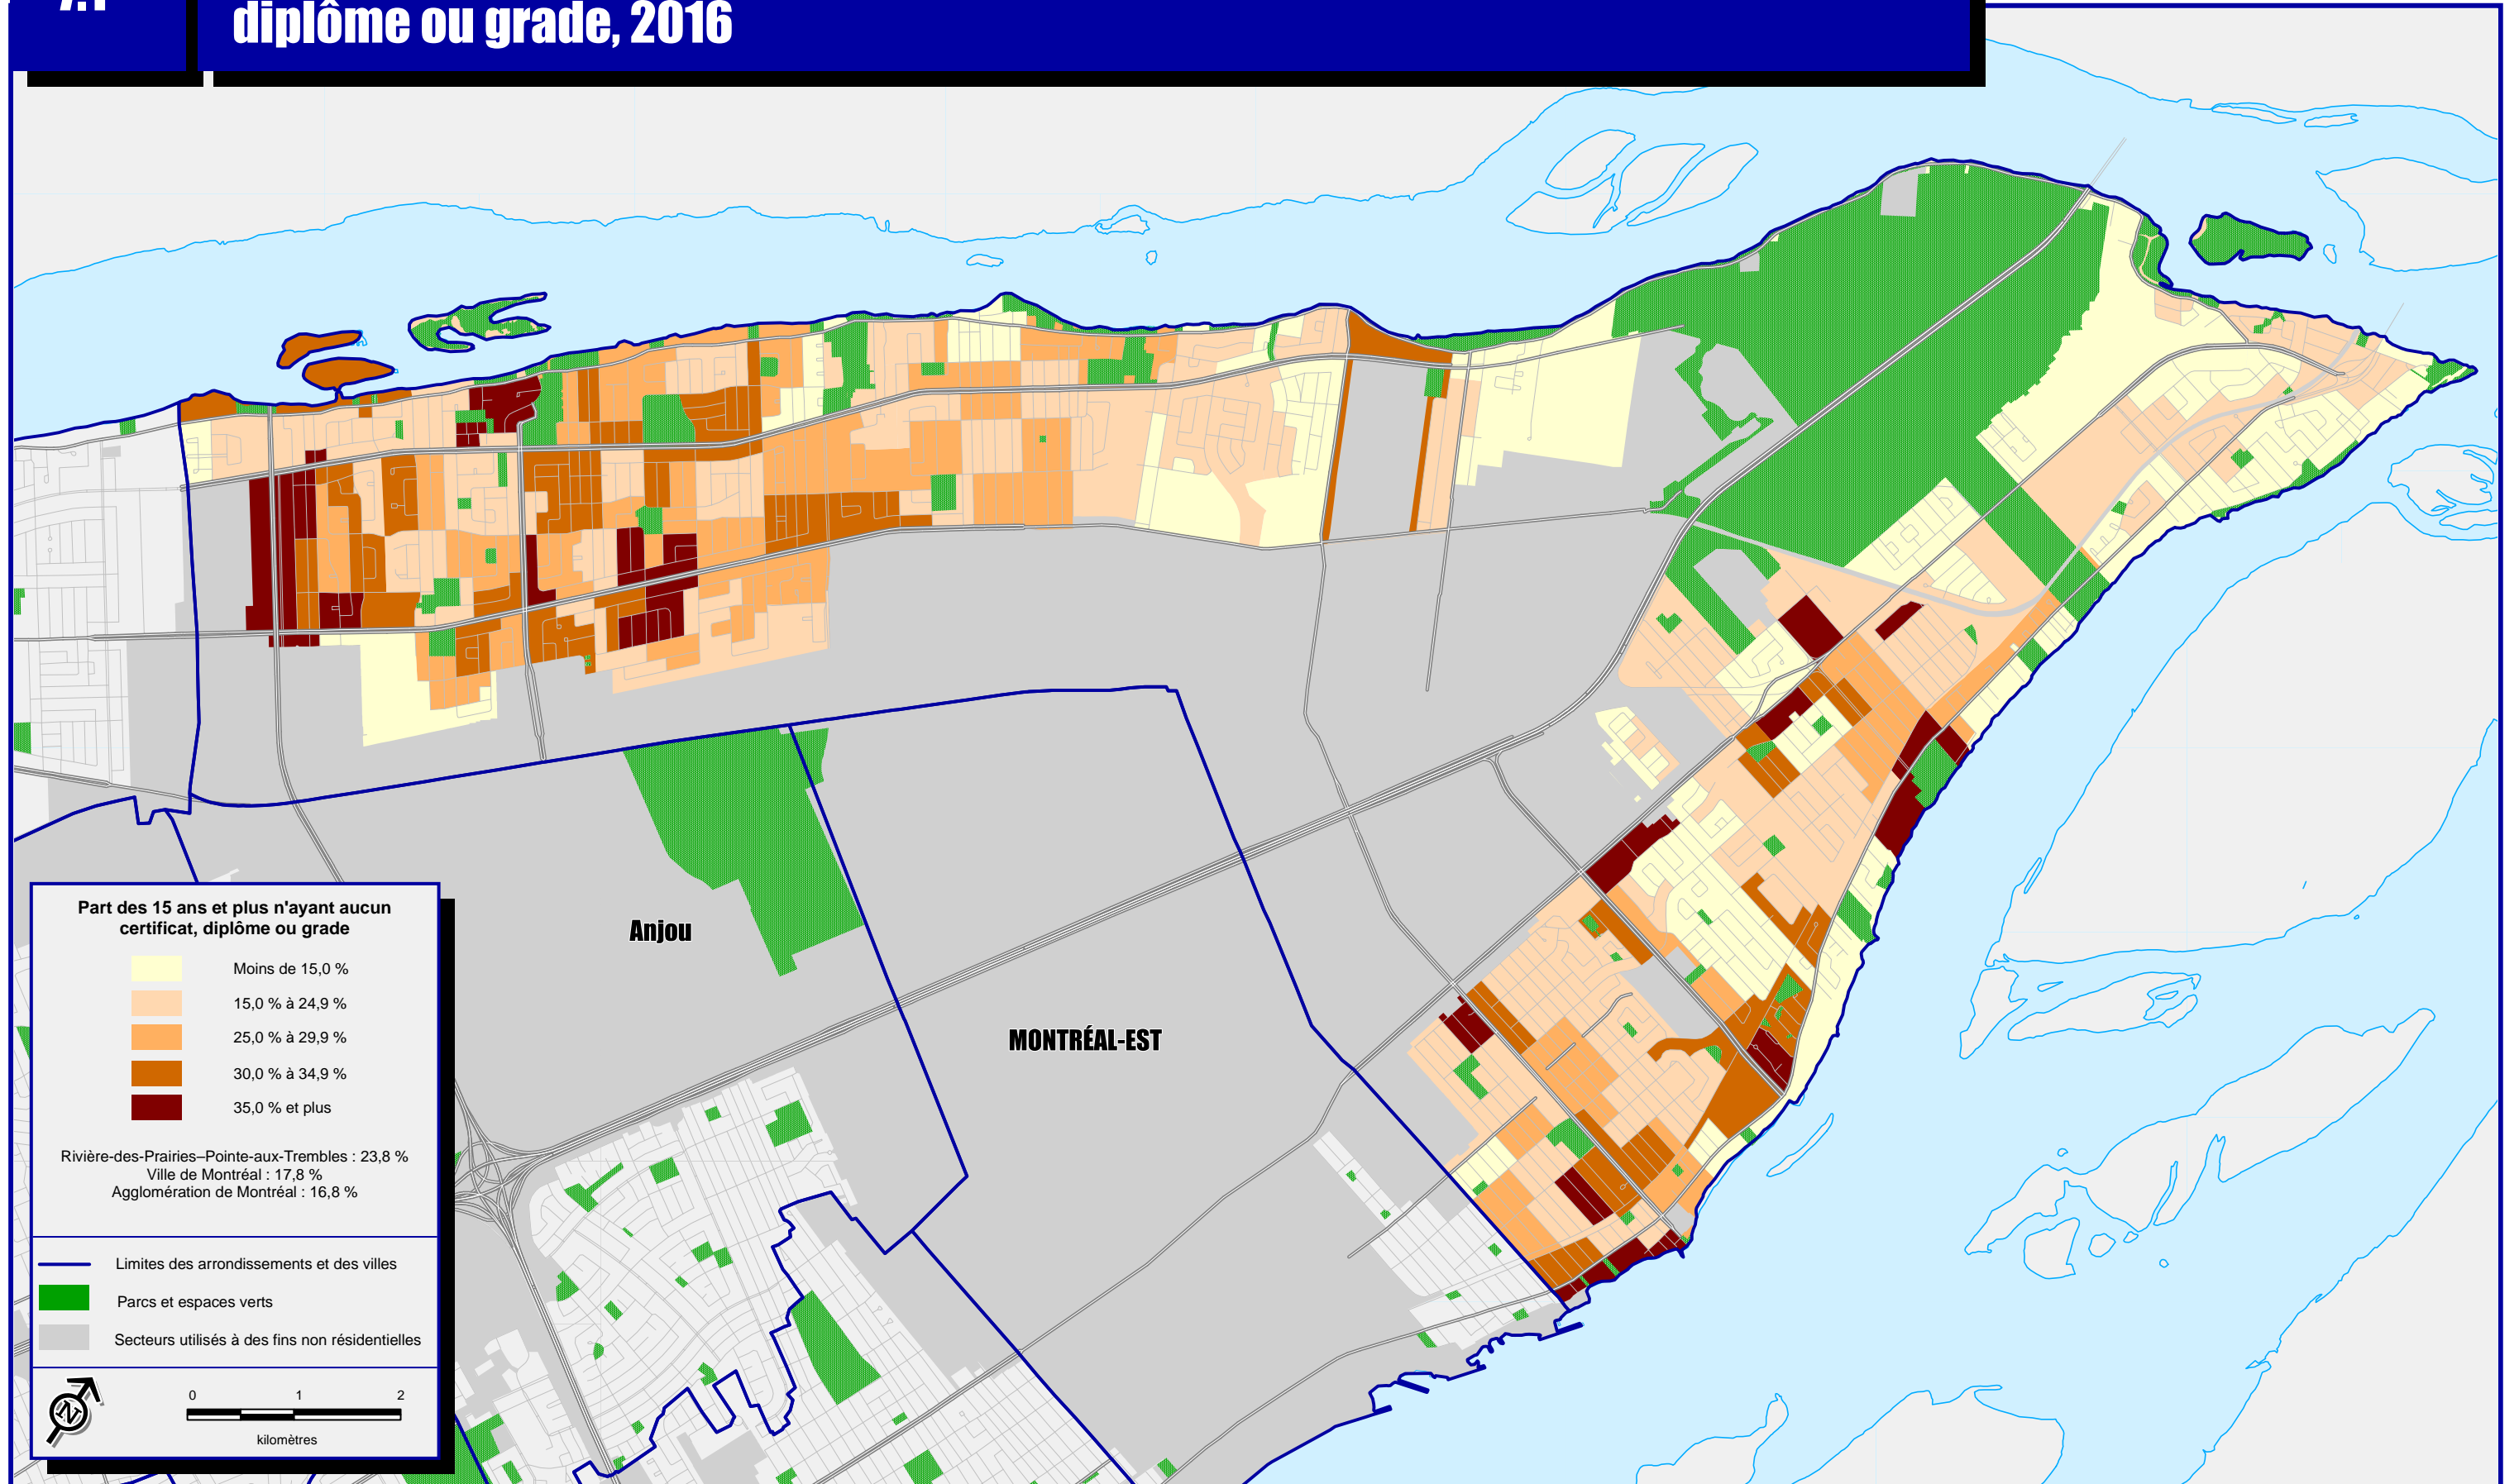 diplôme ou grade, 2016
Anjou
MONTRÉAL-EST
Part des 15 ans et plus n'ayant aucun
certificat, diplôme ou grade
Moins de 15,0 %
15,0 % à 24,9 %
25,0 % à 29,9 %
30,0 % à 34,9 %
35,0 % et plus
Rivière-des-Prairies–Pointe-aux-Trembles : 23,8 %
Ville de Montréal : 17,8 %
Agglomération de Montréal : 16,8 %
Limites des arrondissements et des villes
Parcs et espaces verts
Secteurs utilisés à des fins non résidentielles
N
0 1 2
kilomètres